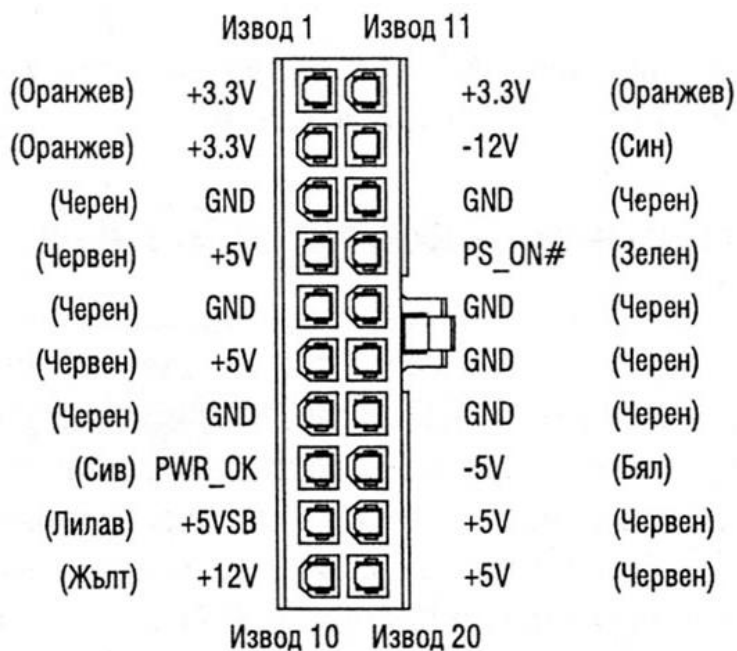 Извод 1 Извод 11
(Оранжев) +3.3V +3.3V (Оранжев)
(Оранжев) +3.3V -12V (Син)
(Черен) GND GND (Черен)
(Червен) +5V PS_ON# (Зелен)
(Черен) GND GND (Черен)
(Червен) +5V GND (Черен)
(Черен) GND GND (Черен)
(Сив) PWR_OK -5V (Бял)
(Лилав) +5VSB +5V (Червен)
(Жълт) +12V +5V (Червен)
Извод 10 Извод 20